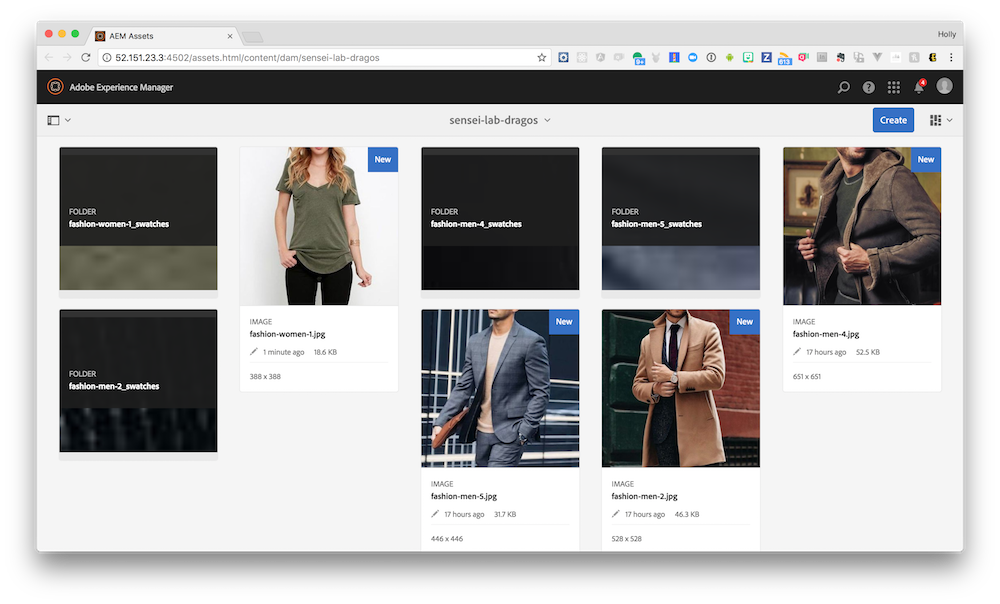 AEM Assets
Holly
52.151.23.3:4502/assets.html/content/dam/sensei-lab-dragos
Adobe Experience Manager
4
sensei-lab-dragos
Create
FOLDER
fashion-women-1_swatches
New
IMAGE
fashion-women-1.jpg
1 minute ago 18.6 KB
388 x 388
FOLDER
fashion-men-4_swatches
FOLDER
fashion-men-5_swatches
New
IMAGE
fashion-men-4.jpg
17 hours ago 52.5 KB
651 x 651
FOLDER
fashion-men-2_swatches
New
IMAGE
fashion-men-5.jpg
17 hours ago 31.7 KB
446 x 446
New
IMAGE
fashion-men-2.jpg
17 hours ago 46.3 KB
528 x 528